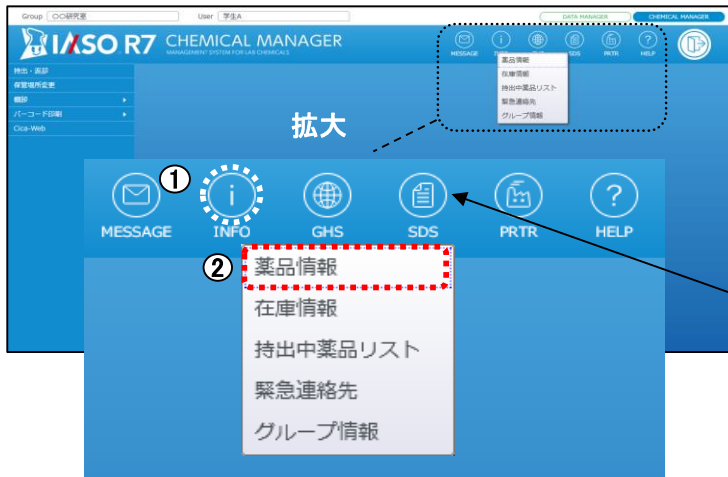 Group 〇〇研究室 User 学生A DATA MANAGER CHEMICAL MANAGER
IASO R7 CHEMICAL MANAGER
MANAGEMENT SYSTEM FOR LAB CHEMICALS
MESSAGE INFO GHS SDS PRTR HELP
持出・返却
保管場所変更
棚卸
バーコード印刷
Cica-Web
薬品情報
在庫情報
持出中薬品リスト
緊急連絡先
グループ情報
拡大
①
MESSAGE INFO GHS SDS PRTR HELP
② 薬品情報
在庫情報
持出中薬品リスト
緊急連絡先
グループ情報